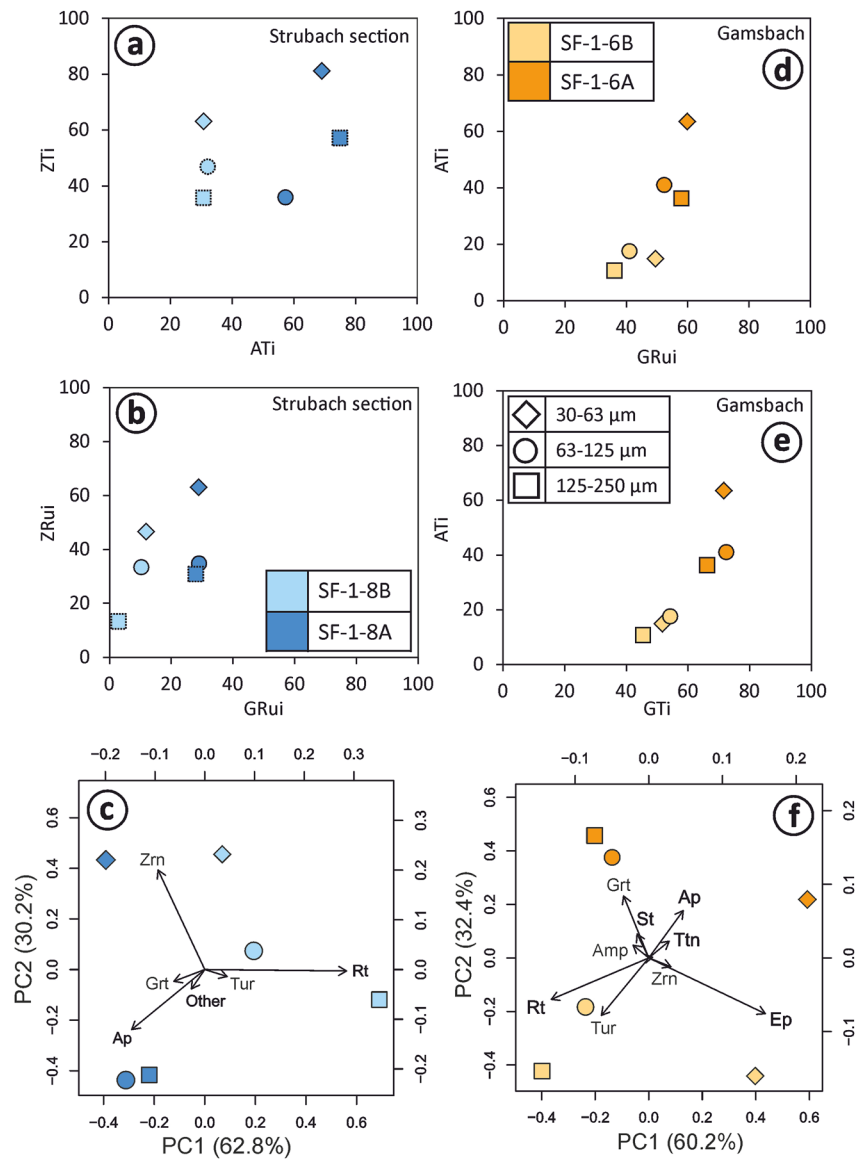 a
Strubach section
100
80
60
40
20
0
ZTi
0 20 40 60 80 100
ATi
SF-1-6B
SF-1-6A
Gamsbach
d
100
80
60
40
20
0
ATi
0 20 40 60 80 100
GRui
b
Strubach section
100
80
60
40
20
0
ZRui
SF-1-8B
SF-1-8A
0 20 40 60 80 100
GRui
30-63 µm
63-125 µm
125-250 µm
Gamsbach
e
100
80
60
40
20
0
ATi
0 20 40 60 80 100
GTi
−0.2 −0.1 0.0 0.1 0.2 0.3
c
0.6
0.4
0.2
0.0
−0.2
−0.4
PC2 (30.2%)
Zrn
Grt
Other
Tur
Rt
Ap
0.3
0.2
0.1
0.0
−0.1
−0.2
−0.4 −0.2 0.0 0.2 0.4 0.6
PC1 (62.8%)
−0.1 0.0 0.1 0.2
f
0.6
0.4
0.2
0.0
−0.2
−0.4
PC2 (32.4%)
Grt
Ap
St
Ttn
Amp
Zrn
Rt
Tur
Ep
0.2
0.1
0.0
−0.1
−0.4 −0.2 0.0 0.2 0.4 0.6
PC1 (60.2%)